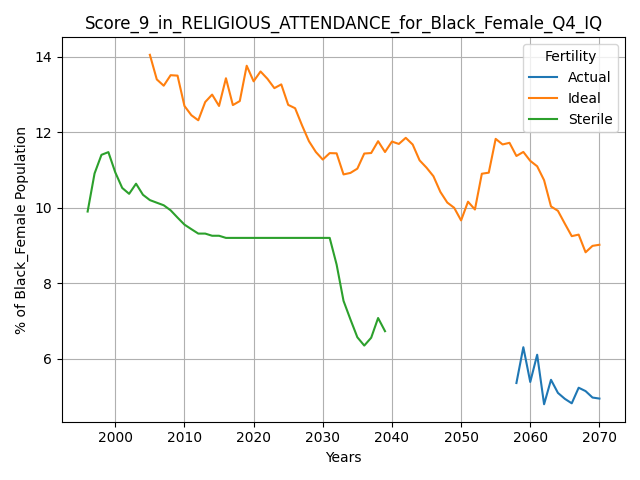 Score_9_in_RELIGIOUS_ATTENDANCE_for_Black_Female_Q4_IQ
Fertility
Actual
Ideal
Sterile
% of Black_Female Population
14
12
10
8
6
2000 2010 2020 2030 2040 2050 2060 2070
Years